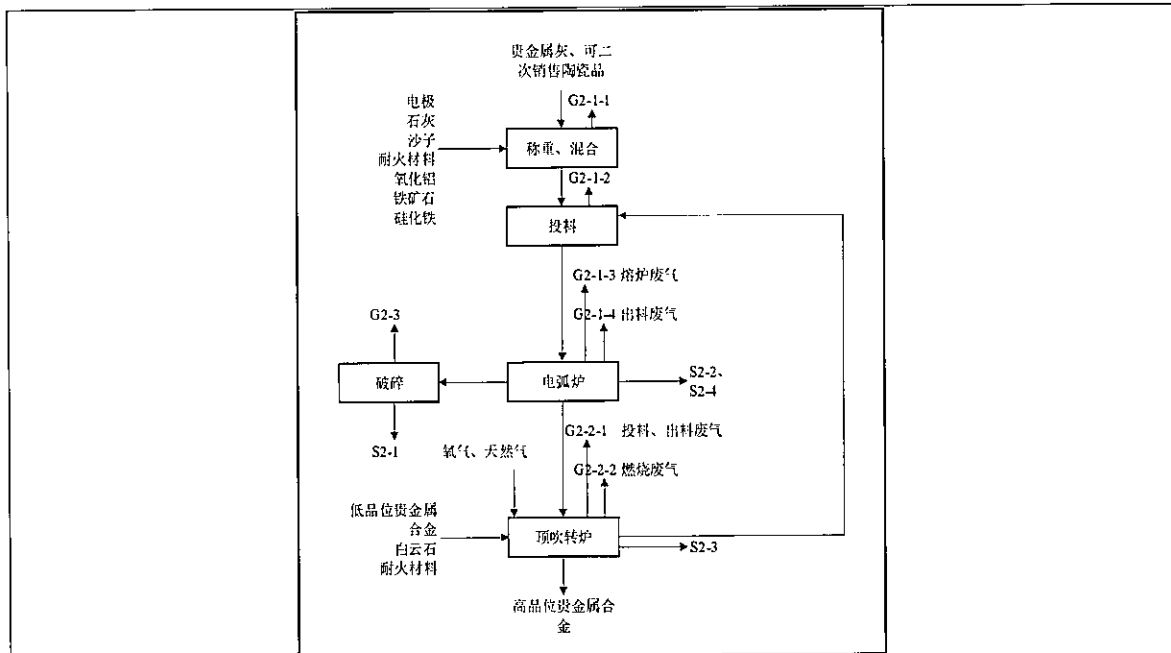 贵金属灰、可二
次销售陶瓷品
G2-1-1
电极
石灰
沙子
耐火材料
氧化铝
铁矿石
硅化铁
称重、混合
G2-1-2
投料
G2-1-3 熔炉废气
G2-1-4 出料废气
G2-3
破碎
电弧炉
S2-2、
S2-4
S2-1
G2-2-1 投料、出料废气
氧气、天然气
G2-2-2 燃烧废气
低品位贵金属
合金
白云石
耐火材料
顶吹转炉
S2-3
高品位贵金属合
金